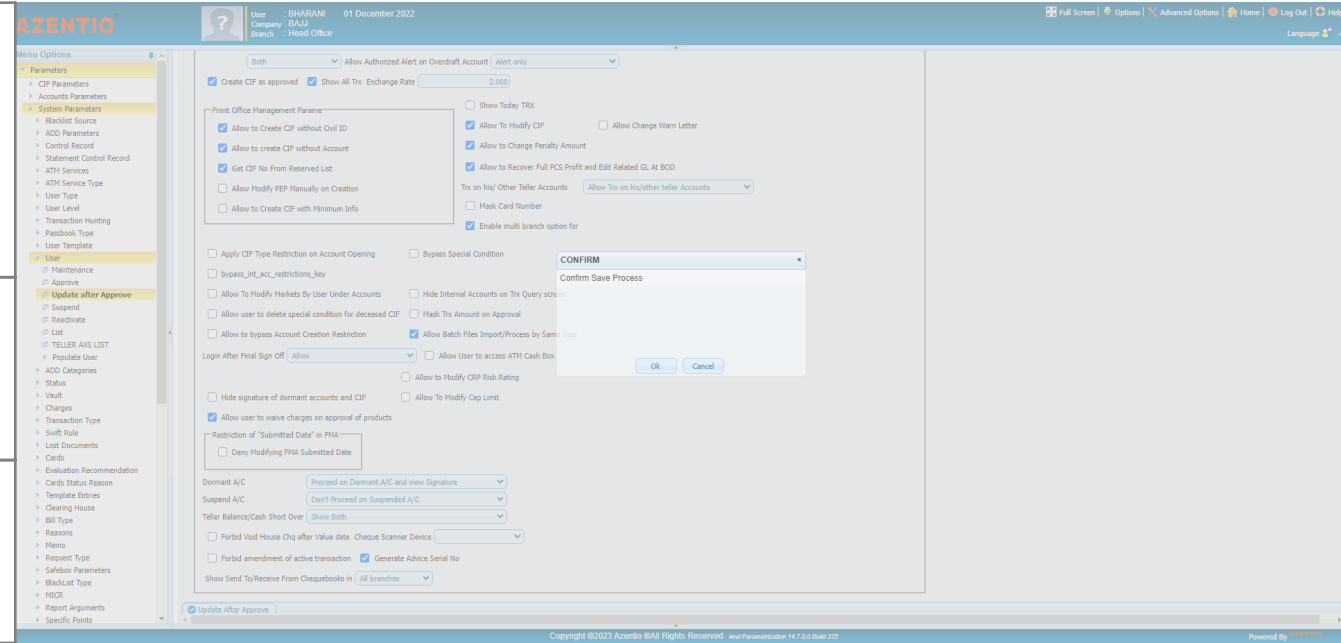 AZENTIO
User : BHARANI 01 December 2022
Company : BAJJ
Branch : Head Office
Full Screen | Options | Advanced Options | Home | Log Out | Help
Language
Menu Options
Parameters
CIF Parameters
Accounts Parameters
System Parameters
Blacklist Source
ADD Parameters
Control Record
Statement Control Record
ATM Services
ATM Service Type
User Type
User Level
Transaction Hunting
Passbook Type
User Template
User
Maintenance
Approve
Update after Approve
Suspend
Reactivate
List
TELLER AXS LIST
Populate User
ADD Categories
Status
Vault
Charges
Transaction Type
Swift Rule
Lost Documents
Cards
Evaluation Recommendation
Cards Status Reason
Template Entries
Clearing House
Bill Type
Reasons
Memo
Request Type
Safebox Parameters
BlackList Type
MICR
Report Arguments
Specific Points
Both Allow Authorized Alert on Overdraft Account Alert only
Create CIF as approved Show All Trx Exchange Rate 2.000
Front Office Management Parame
Allow to Create CIF without Civil ID
Allow to create CIF without Account
Get CIF No From Reserved List
Allow Modify PEP Manually on Creation
Allow to Create CIF with Minimum Info
Show Today TRX
Allow To Modify CIF Allow Change Warn Letter
Allow to Change Penalty Amount
Allow to Recover Full PCS Profit and Edit Related GL At BOD
Trx on his/ Other Teller Accounts Allow Trx on his/other teller Accounts
Mask Card Number
Enable multi branch option for
Apply CIF Type Restriction on Account Opening Bypass Special Condition
bypass_int_acc_restrictions_key
Allow To Modify Markets By User Under Accounts Hide Internal Accounts on Trx Query screen
Allow user to delete special condition for deceased CIF Mask Trx Amount on Approval
Allow to bypass Account Creation Restriction Allow Batch Files Import/Process by Same User
Login After Final Sign Off Allow Allow User to access ATM Cash Box
Allow to Modify CRP Risk Rating
Hide signature of dormant accounts and CIF Allow To Modify Cap Limit
Allow user to waive charges on approval of products
Restriction of "Submitted Date" in FMA
Deny Modifying FMA Submitted Date
Dormant A/C Proceed on Dormant A/C and view Signature
Suspend A/C Don't Proceed on Suspended A/C
Teller Balance/Cash Short Over Show Both
Forbid Void House Chq after Value date Cheque Scanner Device
Forbid amendment of active transaction Generate Advice Serial No
Show Send To/Receive From Chequebooks in All branches
CONFIRM
Confirm Save Process
Ok Cancel
Update After Approve
Copyright ©2023 Azentio ®All Rights Reserved imal Parametrization 14.7.0.0 Build 225
Powered By